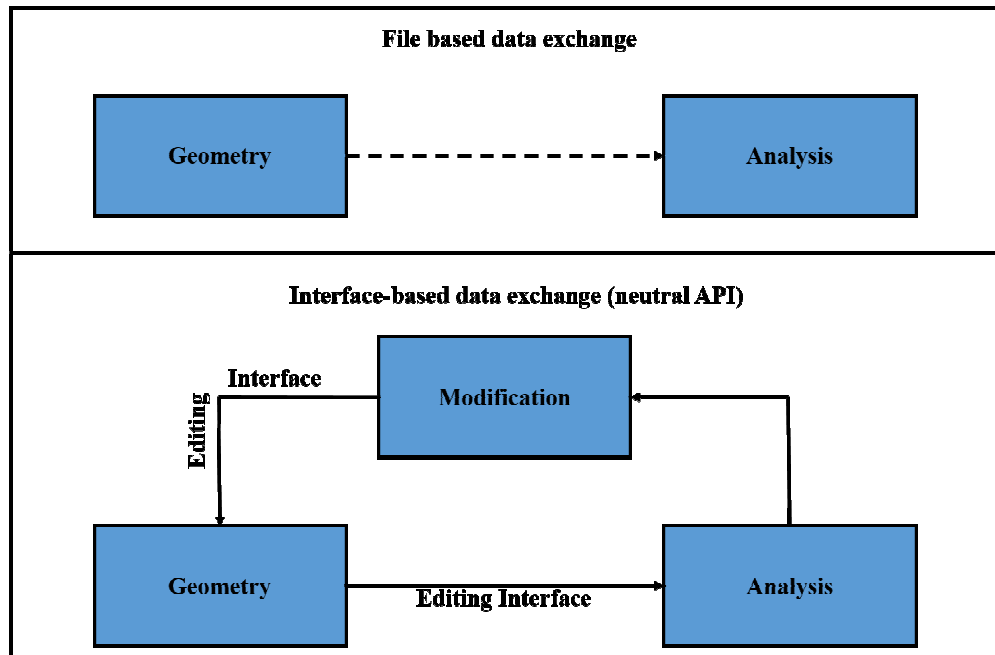 File based data exchange
Geometry
Analysis
Interface-based data exchange (neutral API)
Interface
Modification
Editing
Geometry
Editing Interface
Analysis